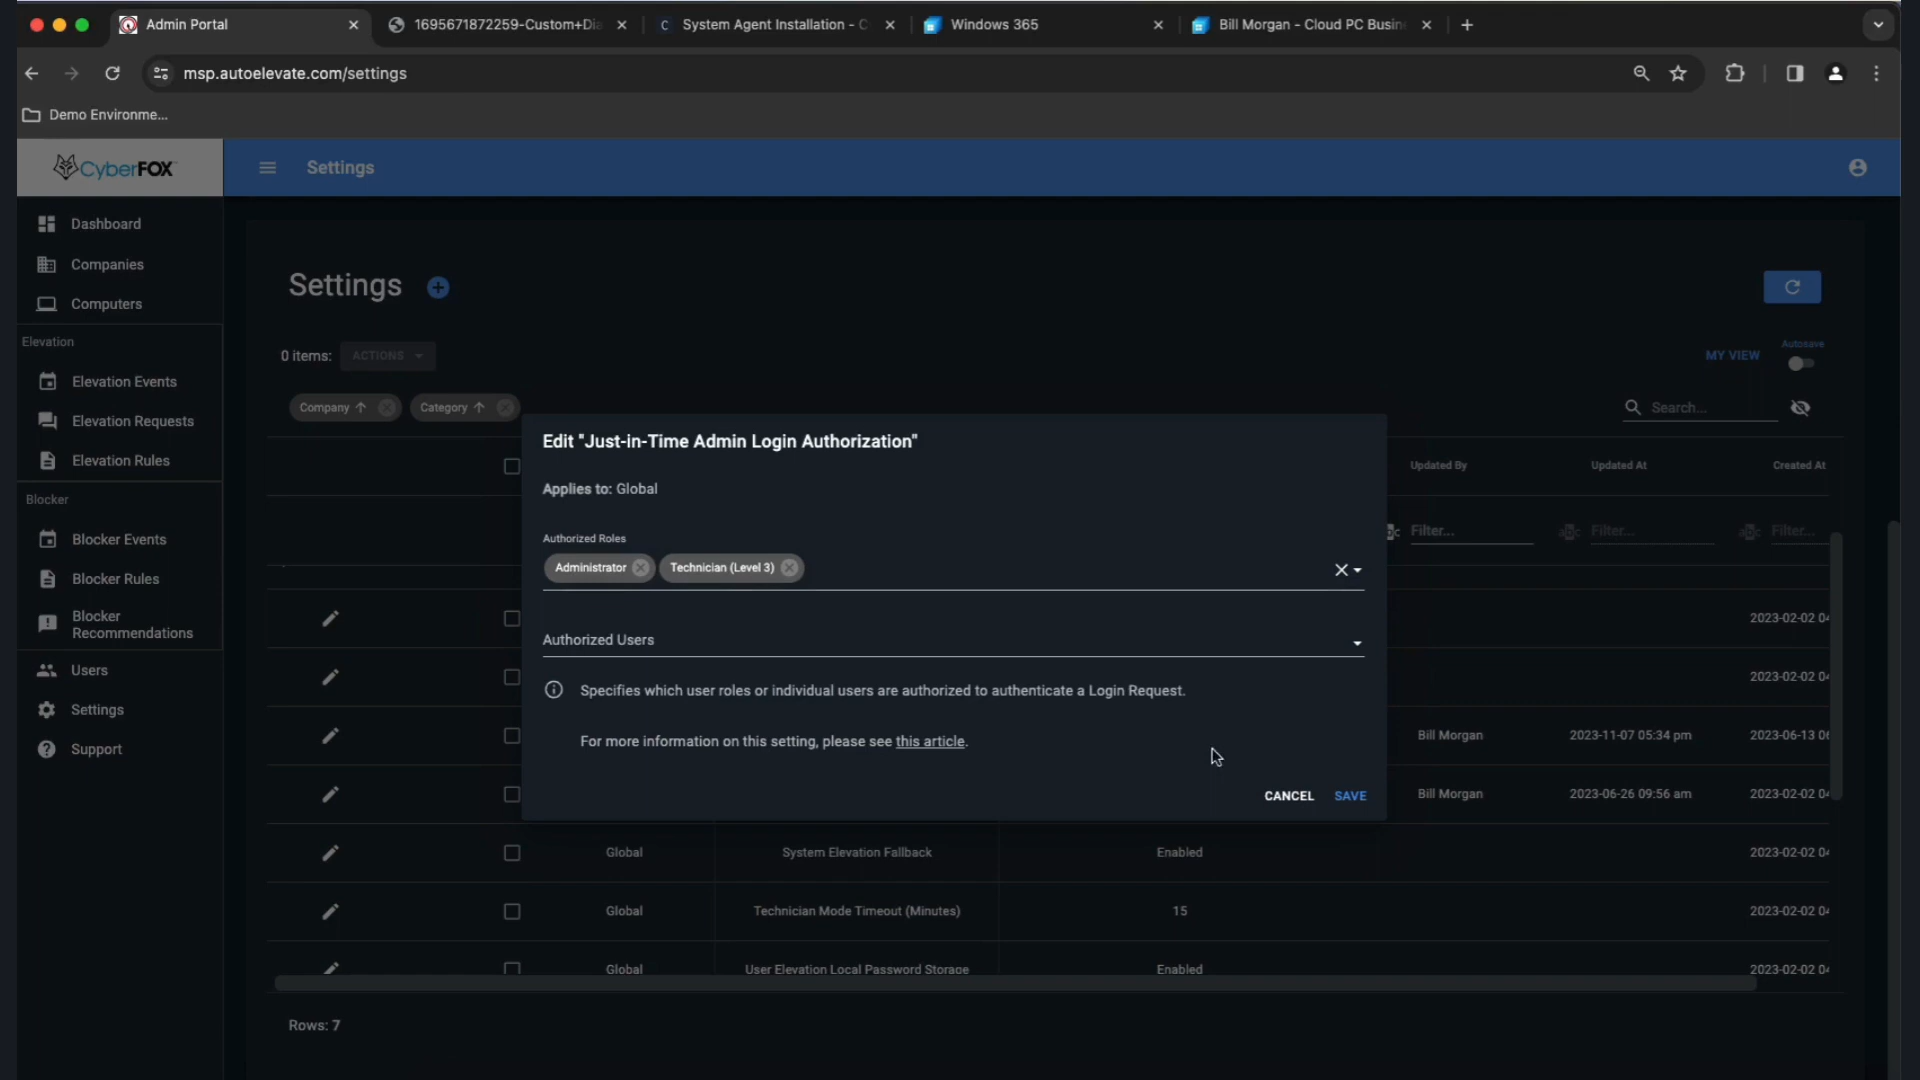 Admin Portal
1695671872259-Custom+Di
System Agent Installation - C
Windows 365
Bill Morgan - Cloud PC Busin
msp.autoelevate.com/settings
Demo Environme...
CyberFOX
Settings
Dashboard
Companies
Computers
Elevation
Elevation Events
Elevation Requests
Elevation Rules
Blocker
Blocker Events
Blocker Rules
Blocker
Recommendations
Users
Settings
Support
Settings
0 items: ACTIONS
MY VIEW
Autosave
Company
Category
Search...
Updated By
Updated At
Created At
Filter...
Filter...
Filter...
Edit "Just-in-Time Admin Login Authorization"
Applies to: Global
Authorized Roles
Administrator
Technician (Level 3)
Authorized Users
Specifies which user roles or individual users are authorized to authenticate a Login Request.
For more information on this setting, please see this article.
CANCEL SAVE
2023-02-02 04
2023-02-02 04
Bill Morgan 2023-11-07 05:34 pm 2023-06-13 06
Bill Morgan 2023-06-26 09:56 am 2023-02-02 04
Global System Elevation Fallback Enabled 2023-02-02 04
Global Technician Mode Timeout (Minutes) 15 2023-02-02 04
Global User Elevation Local Password Storage Enabled 2023-02-02 04
Rows: 7